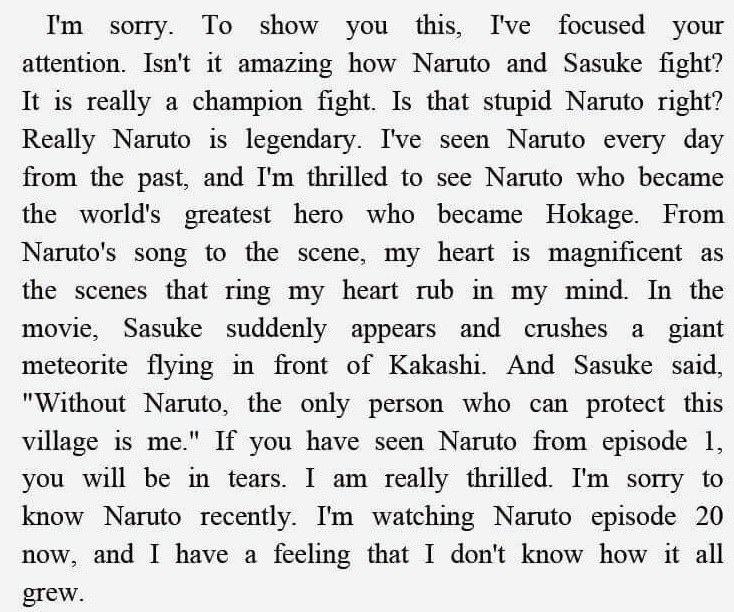 I'm sorry. To show you this, I've focused your
attention. Isn't it amazing how Naruto and Sasuke fight?
It is really a champion fight. Is that stupid Naruto right?
Really Naruto is legendary. I've seen Naruto every day
from the past, and I'm thrilled to see Naruto who became
the world's greatest hero who became Hokage. From
Naruto's song to the scene, my heart is magnificent as
the scenes that ring my heart rub in my mind. In the
movie, Sasuke suddenly appears and crushes a giant
meteorite flying in front of Kakashi. And Sasuke said,
"Without Naruto, the only person who can protect this
village is me." If you have seen Naruto from episode 1,
you will be in tears. I am really thrilled. I'm sorry to
know Naruto recently. I'm watching Naruto episode 20
now, and I have a feeling that I don't know how it all
grew.